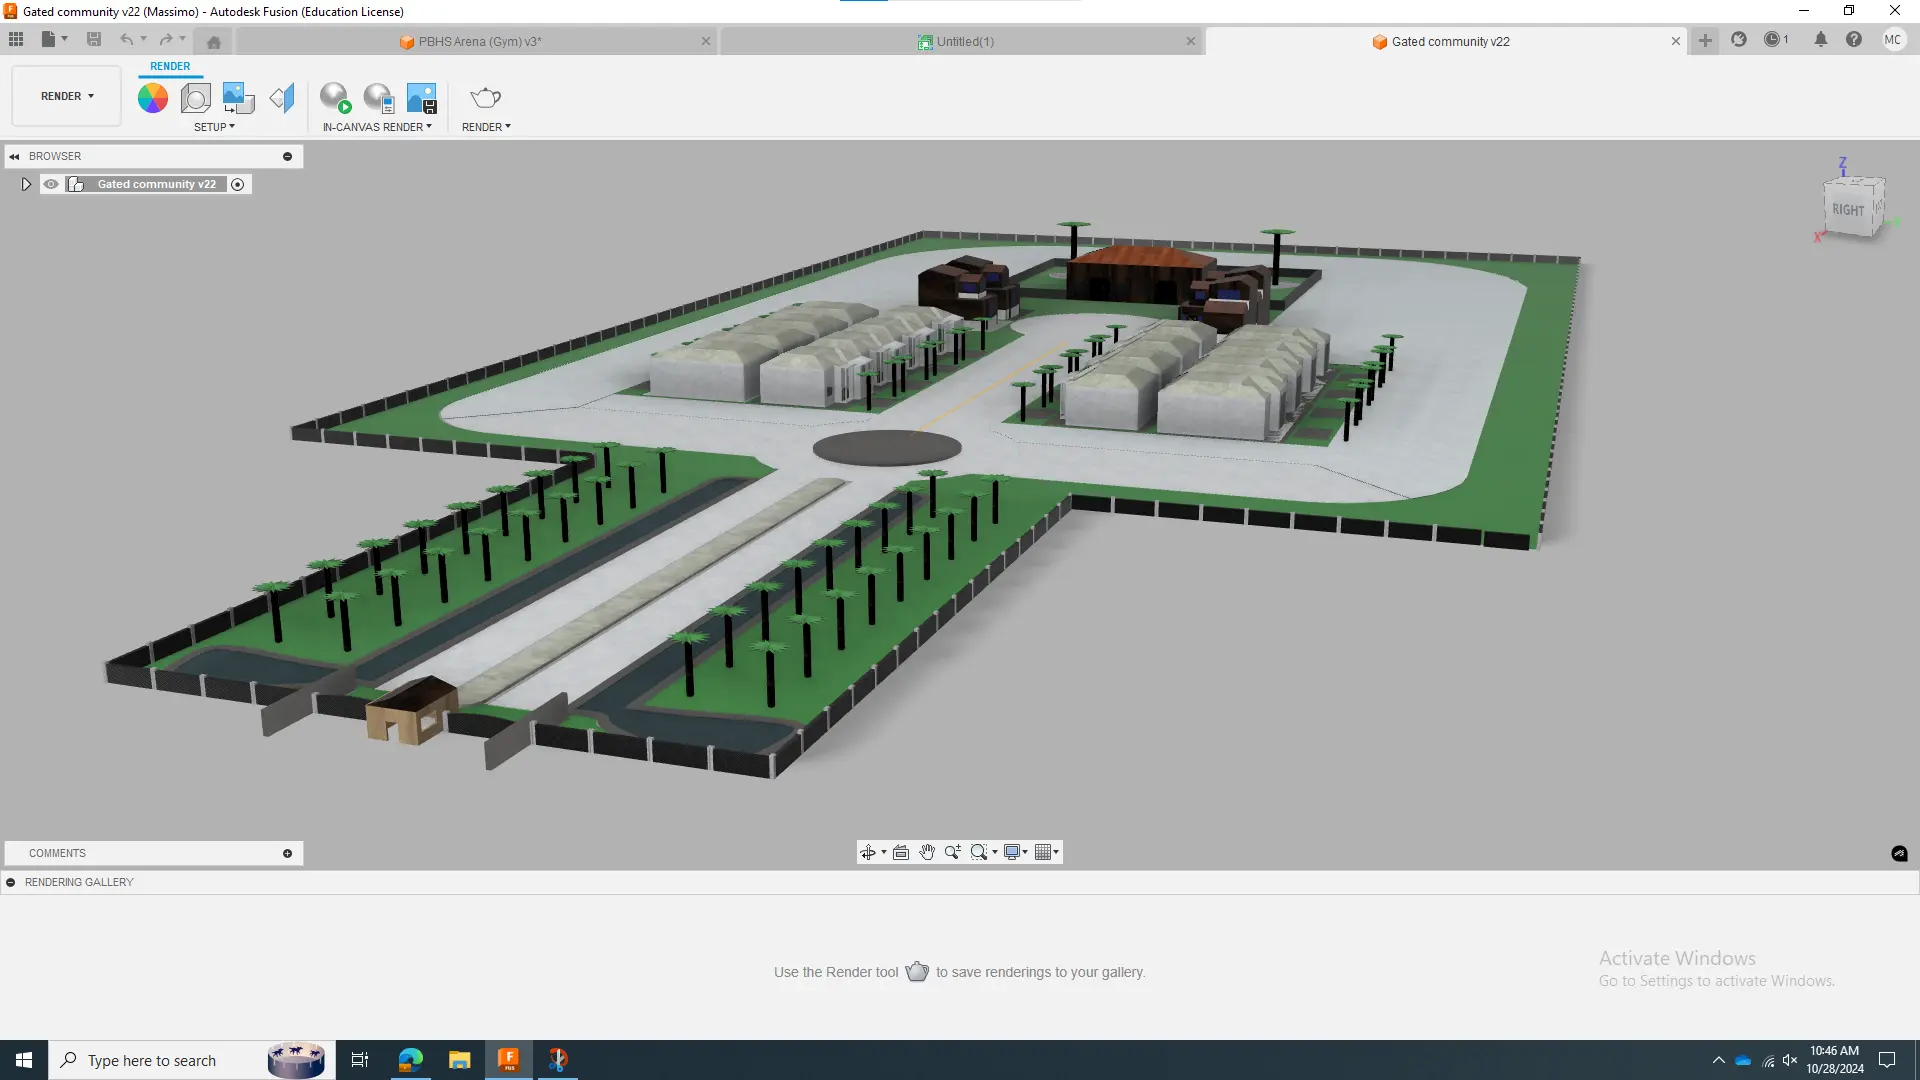 Gated community v22 (Massimo) - Autodesk Fusion (Education License)
PBHS Arena (Gym) v3*
Untitled(1)
Gated community v22
1
MC
RENDER
RENDER
SETUP
IN-CANVAS RENDER
RENDER
BROWSER
Gated community v22
Z
RIGHT
X
Y
COMMENTS
RENDERING GALLERY
Use the Render tool to save renderings to your gallery.
Activate Windows
Go to Settings to activate Windows.
Type here to search
F
FUS
10:46 AM
10/28/2024